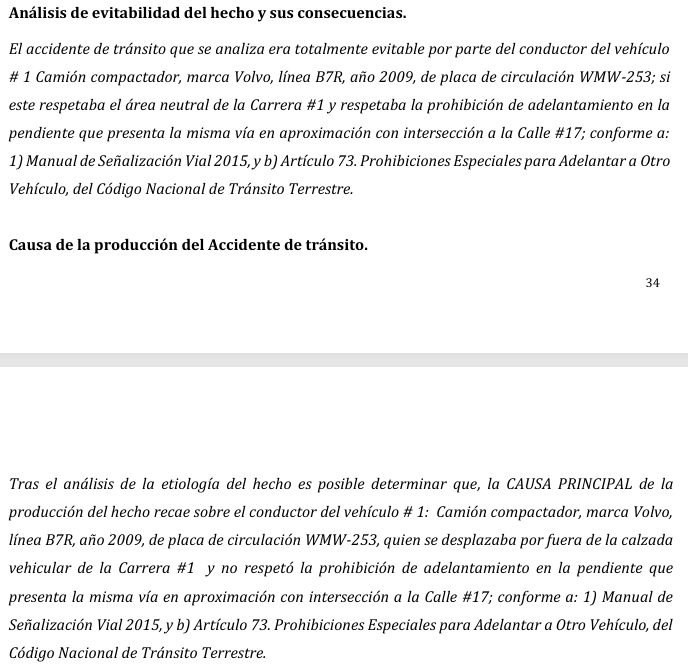 Análisis de evitabilidad del hecho y sus consecuencias.
El accidente de tránsito que se analiza era totalmente evitable por parte del conductor del vehículo
# 1 Camión compactador, marca Volvo, línea B7R, año 2009, de placa de circulación WMW-253; si
este respetaba el área neutral de la Carrera #1 y respetaba la prohibición de adelantamiento en la
pendiente que presenta la misma vía en aproximación con intersección a la Calle #17; conforme a:
1) Manual de Señalización Vial 2015, y b) Artículo 73. Prohibiciones Especiales para Adelantar a Otro
Vehículo, del Código Nacional de Tránsito Terrestre.
Causa de la producción del Accidente de tránsito.
34
Tras el análisis de la etiología del hecho es posible determinar que, la CAUSA PRINCIPAL de la
producción del hecho recae sobre el conductor del vehículo # 1: Camión compactador, marca Volvo,
línea B7R, año 2009, de placa de circulación WMW-253, quien se desplazaba por fuera de la calzada
vehicular de la Carrera #1 y no respetó la prohibición de adelantamiento en la pendiente que
presenta la misma vía en aproximación con intersección a la Calle #17; conforme a: 1) Manual de
Señalización Vial 2015, y b) Artículo 73. Prohibiciones Especiales para Adelantar a Otro Vehículo, del
Código Nacional de Tránsito Terrestre.